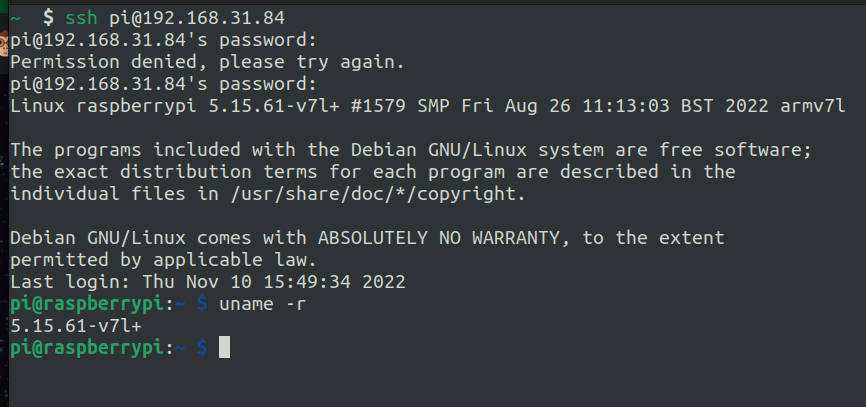 ~  $ ssh pi@192.168.31.84
pi@192.168.31.84's password:
Permission denied, please try again.
pi@192.168.31.84's password:
Linux raspberrypi 5.15.61-v7l+ #1579 SMP Fri Aug 26 11:13:03 BST 2022 armv7l

The programs included with the Debian GNU/Linux system are free software;
the exact distribution terms for each program are described in the
individual files in /usr/share/doc/*/copyright.

Debian GNU/Linux comes with ABSOLUTELY NO WARRANTY, to the extent
permitted by applicable law.
Last login: Thu Nov 10 15:49:34 2022
pi@raspberrypi:~ $ uname -r
5.15.61-v7l+
pi@raspberrypi:~ $